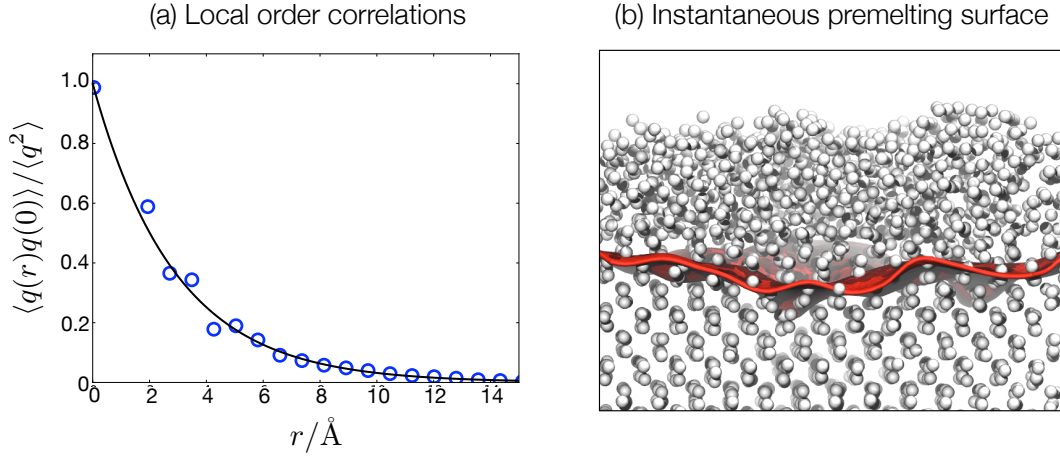 (a) Local order correlations
(b) Instantaneous premelting surface
⟨q(r)q(0)⟩/⟨q²⟩
1.0
0.8
0.6
0.4
0.2
0
0 2 4 6 8 10 12 14
r/Å